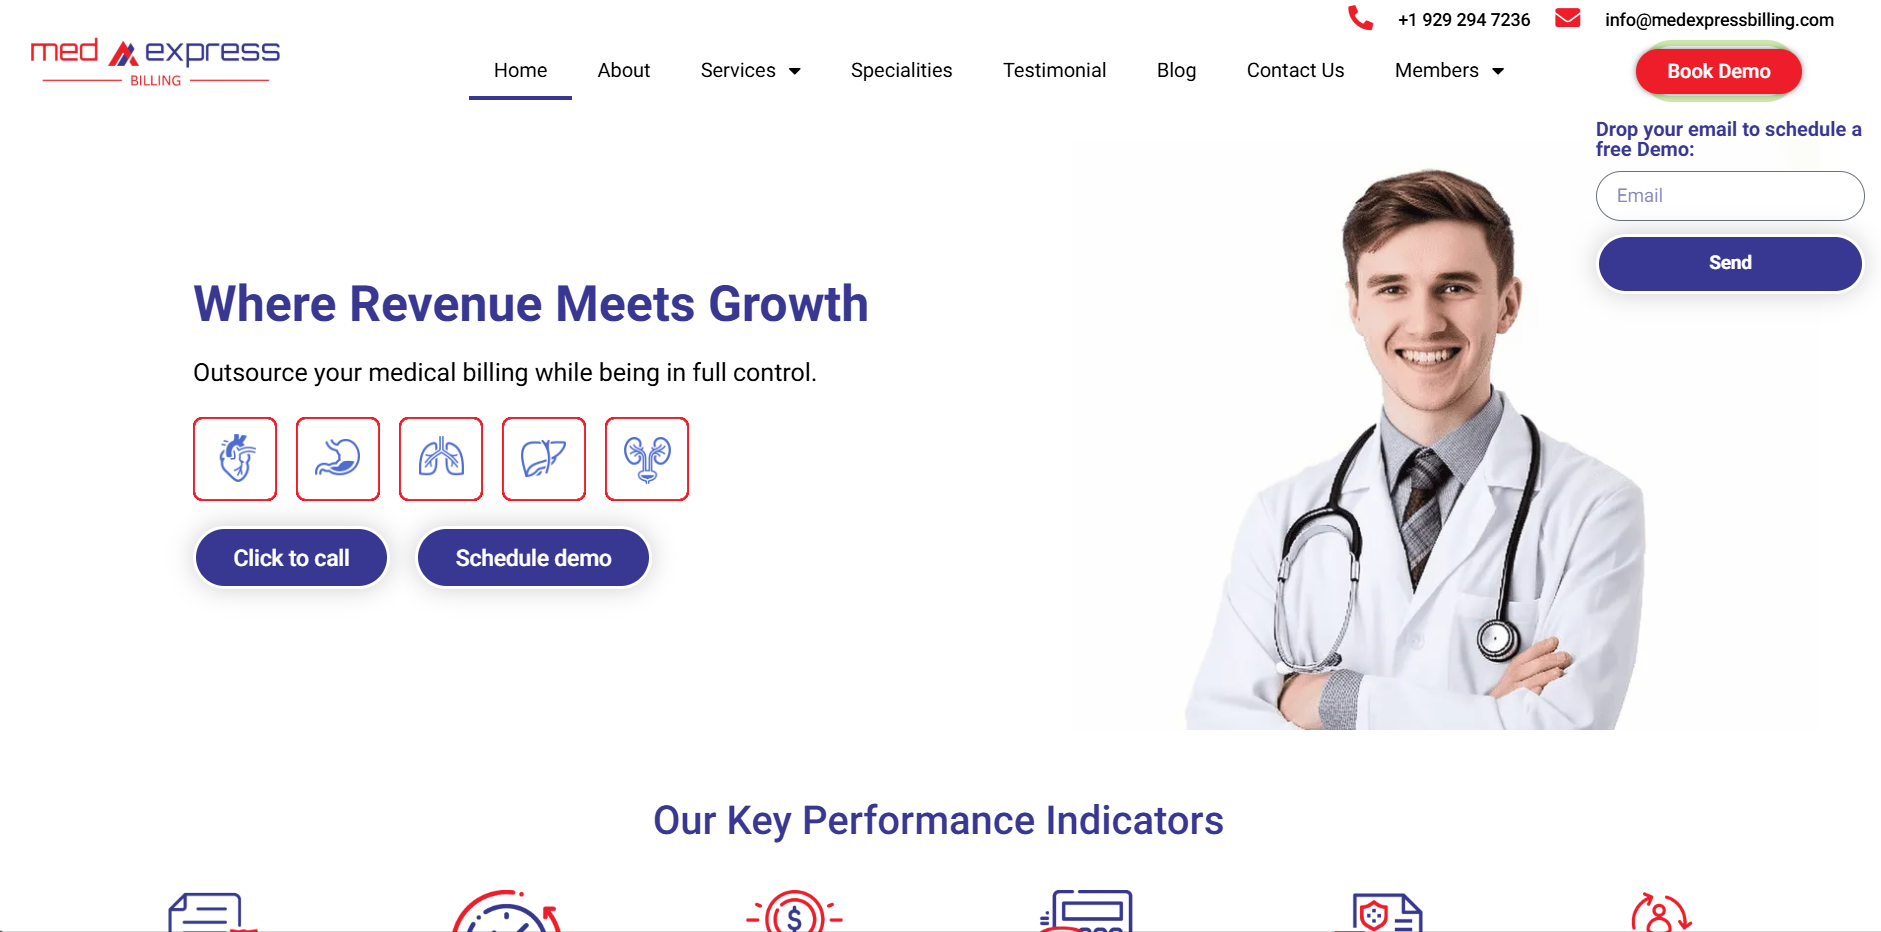 +1 929 294 7236
info@medexpressbilling.com
med express
BILLING
Home
About
Services
Specialities
Testimonial
Blog
Contact Us
Members
Book Demo
Drop your email to schedule a
free Demo:
Email
Send
Where Revenue Meets Growth
Outsource your medical billing while being in full control.
Click to call
Schedule demo
Our Key Performance Indicators
$